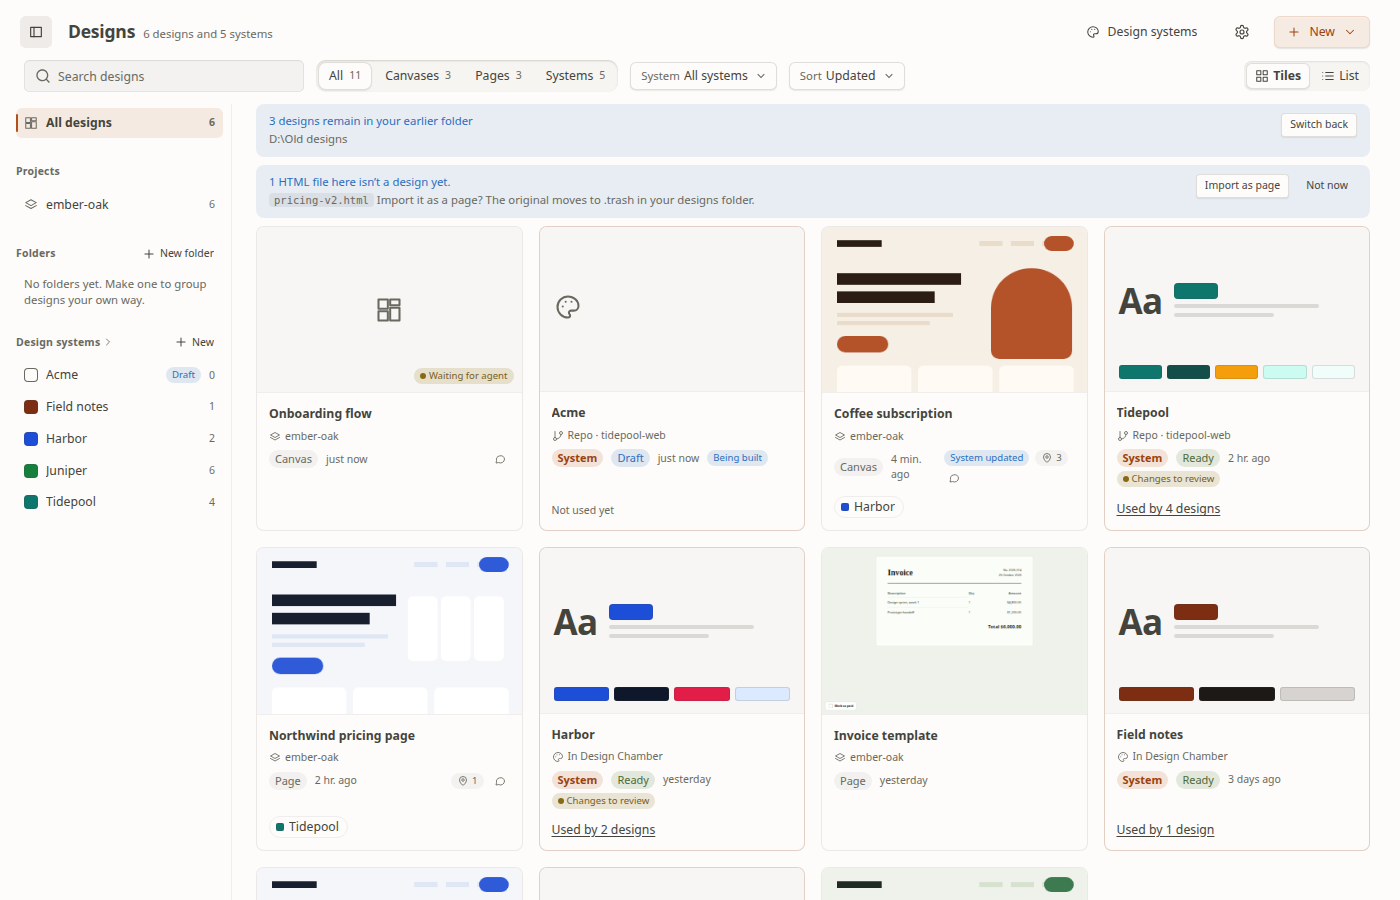 Designs 6 designs and 5 systems
Design systems
New
Search designs
All 11
Canvases 3
Pages 3
Systems 5
System All systems
Sort Updated
Tiles
List
All designs 6
Projects
ember-oak 6
Folders
New folder
No folders yet. Make one to group
designs your own way.
Design systems
New
Acme Draft 0
Field notes 1
Harbor 2
Juniper 6
Tidepool 4
3 designs remain in your earlier folder
D:\Old designs
Switch back
1 HTML file here isn't a design yet.
pricing-v2.html Import it as a page? The original moves to .trash in your designs folder.
Import as page
Not now
Waiting for agent
Onboarding flow
ember-oak
Canvas just now
Acme
Repo · tidepool-web
System Draft just now Being built
Not used yet
Coffee subscription
ember-oak
Canvas 4 min. ago System updated 3
Harbor
Aa
Tidepool
Repo · tidepool-web
System Ready 2 hr. ago
Changes to review
Used by 4 designs
Northwind pricing page
ember-oak
Page 2 hr. ago 1
Tidepool
Aa
Harbor
In Design Chamber
System Ready yesterday
Changes to review
Used by 2 designs
Invoice
Description
Amount
Total
Invoice template
ember-oak
Page yesterday
Aa
Field notes
In Design Chamber
System Ready 3 days ago
Used by 1 design